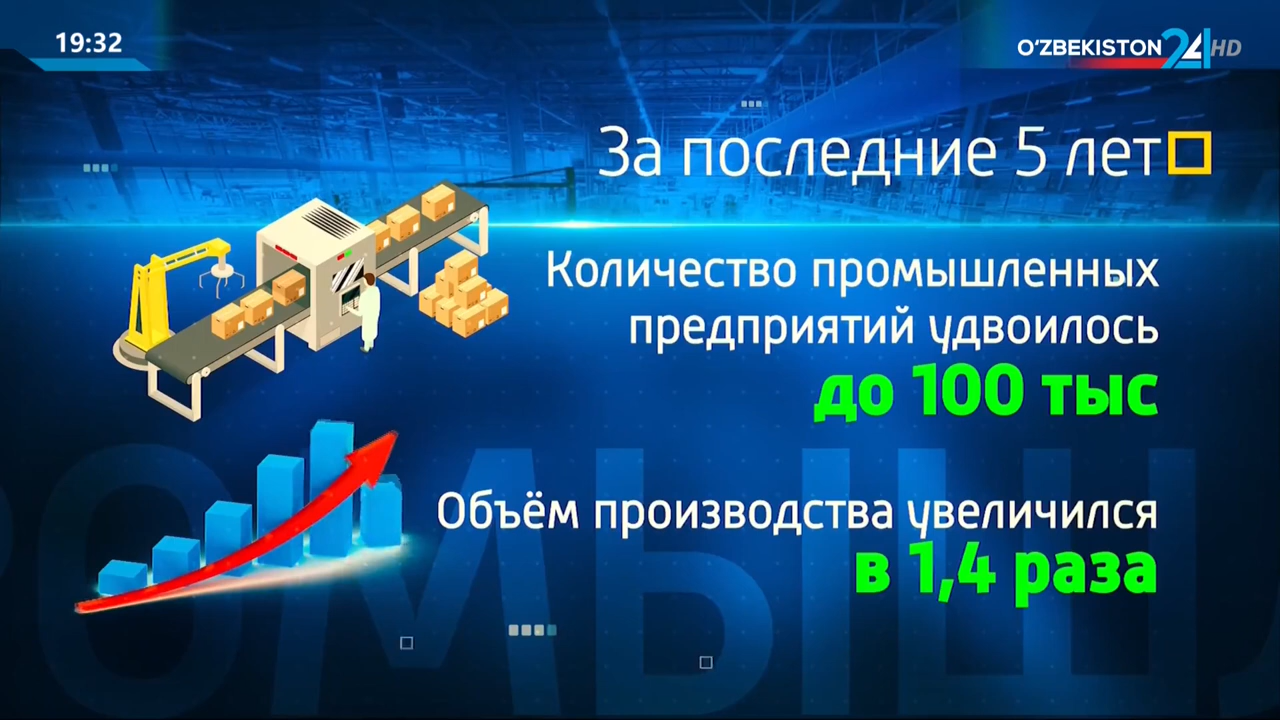 19:32
O'ZBEKISTON 24 HD
За последние 5 лет
Количество промышленных
предприятий удвоилось
до 100 тыс
Объём производства увеличился
в 1,4 раза